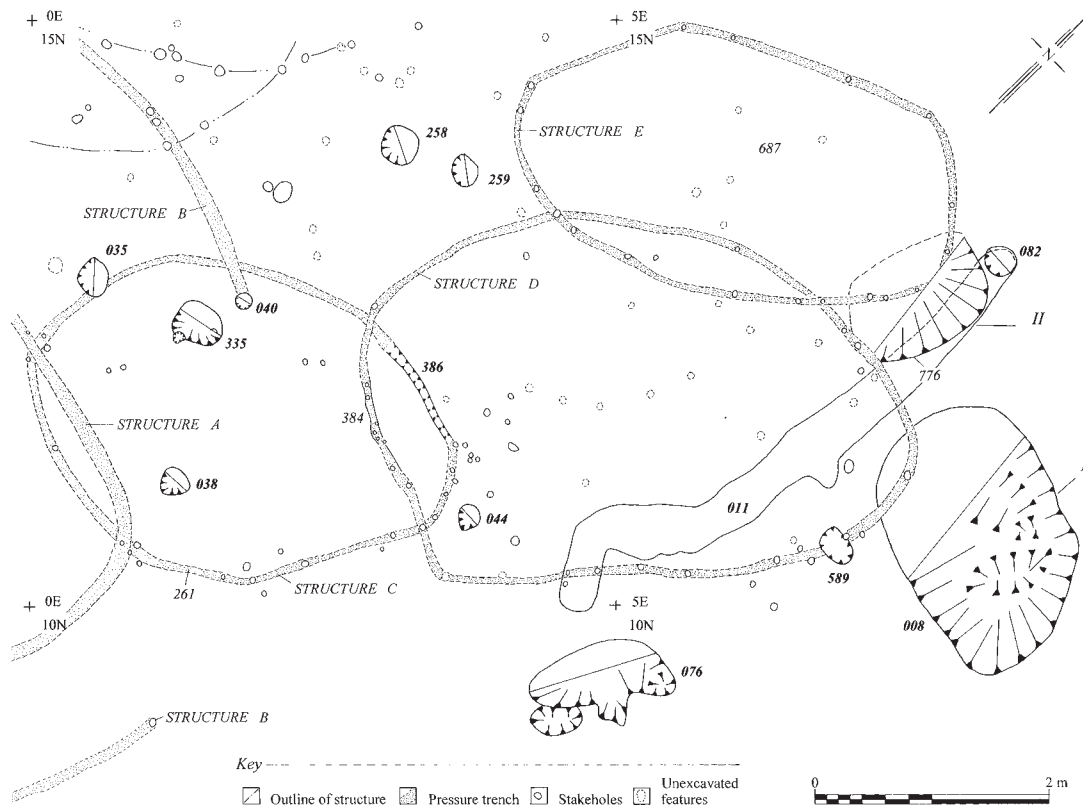 0E
15N
5E
15N
N
258
STRUCTURE E
687
259
STRUCTURE B
035
082
STRUCTURE D
040
II
335
386
776
384
STRUCTURE A
038
011
044
589
261
STRUCTURE C
0E
10N
5E
10N
008
076
STRUCTURE B
Key
Outline of structure
Pressure trench
Stakeholes
Unexcavated
features
0
2 m